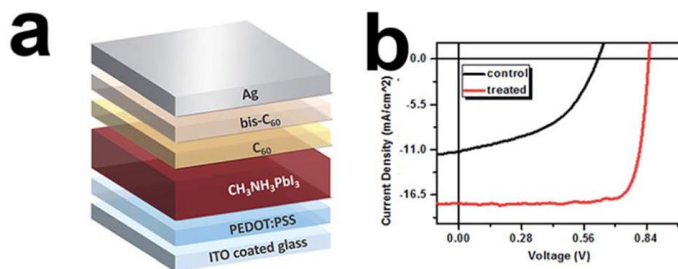 a
Ag
bis-C₆₀
C₆₀
CH₃NH₃PbI₃
PEDOT:PSS
ITO coated glass
b
control
treated
Current Density (mA/cm^2)
0.0
-5.5
-11.0
-16.5
0.00 0.28 0.56 0.84
Voltage (V)